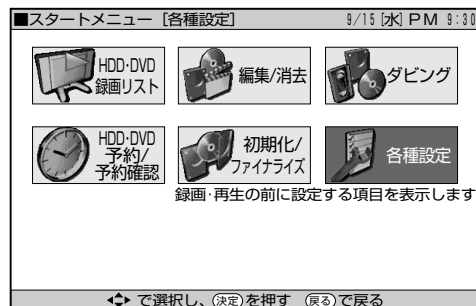 ■スタートメニュー [各種設定] 9/15[水]PM 9:30
HDD・DVD
録画リスト
編集/消去
ダビング
HDD・DVD
予約/
予約確認
初期化/
ファイナライズ
各種設定
録画・再生の前に設定する項目を表示します
で選択し、決定を押す 戻るで戻る